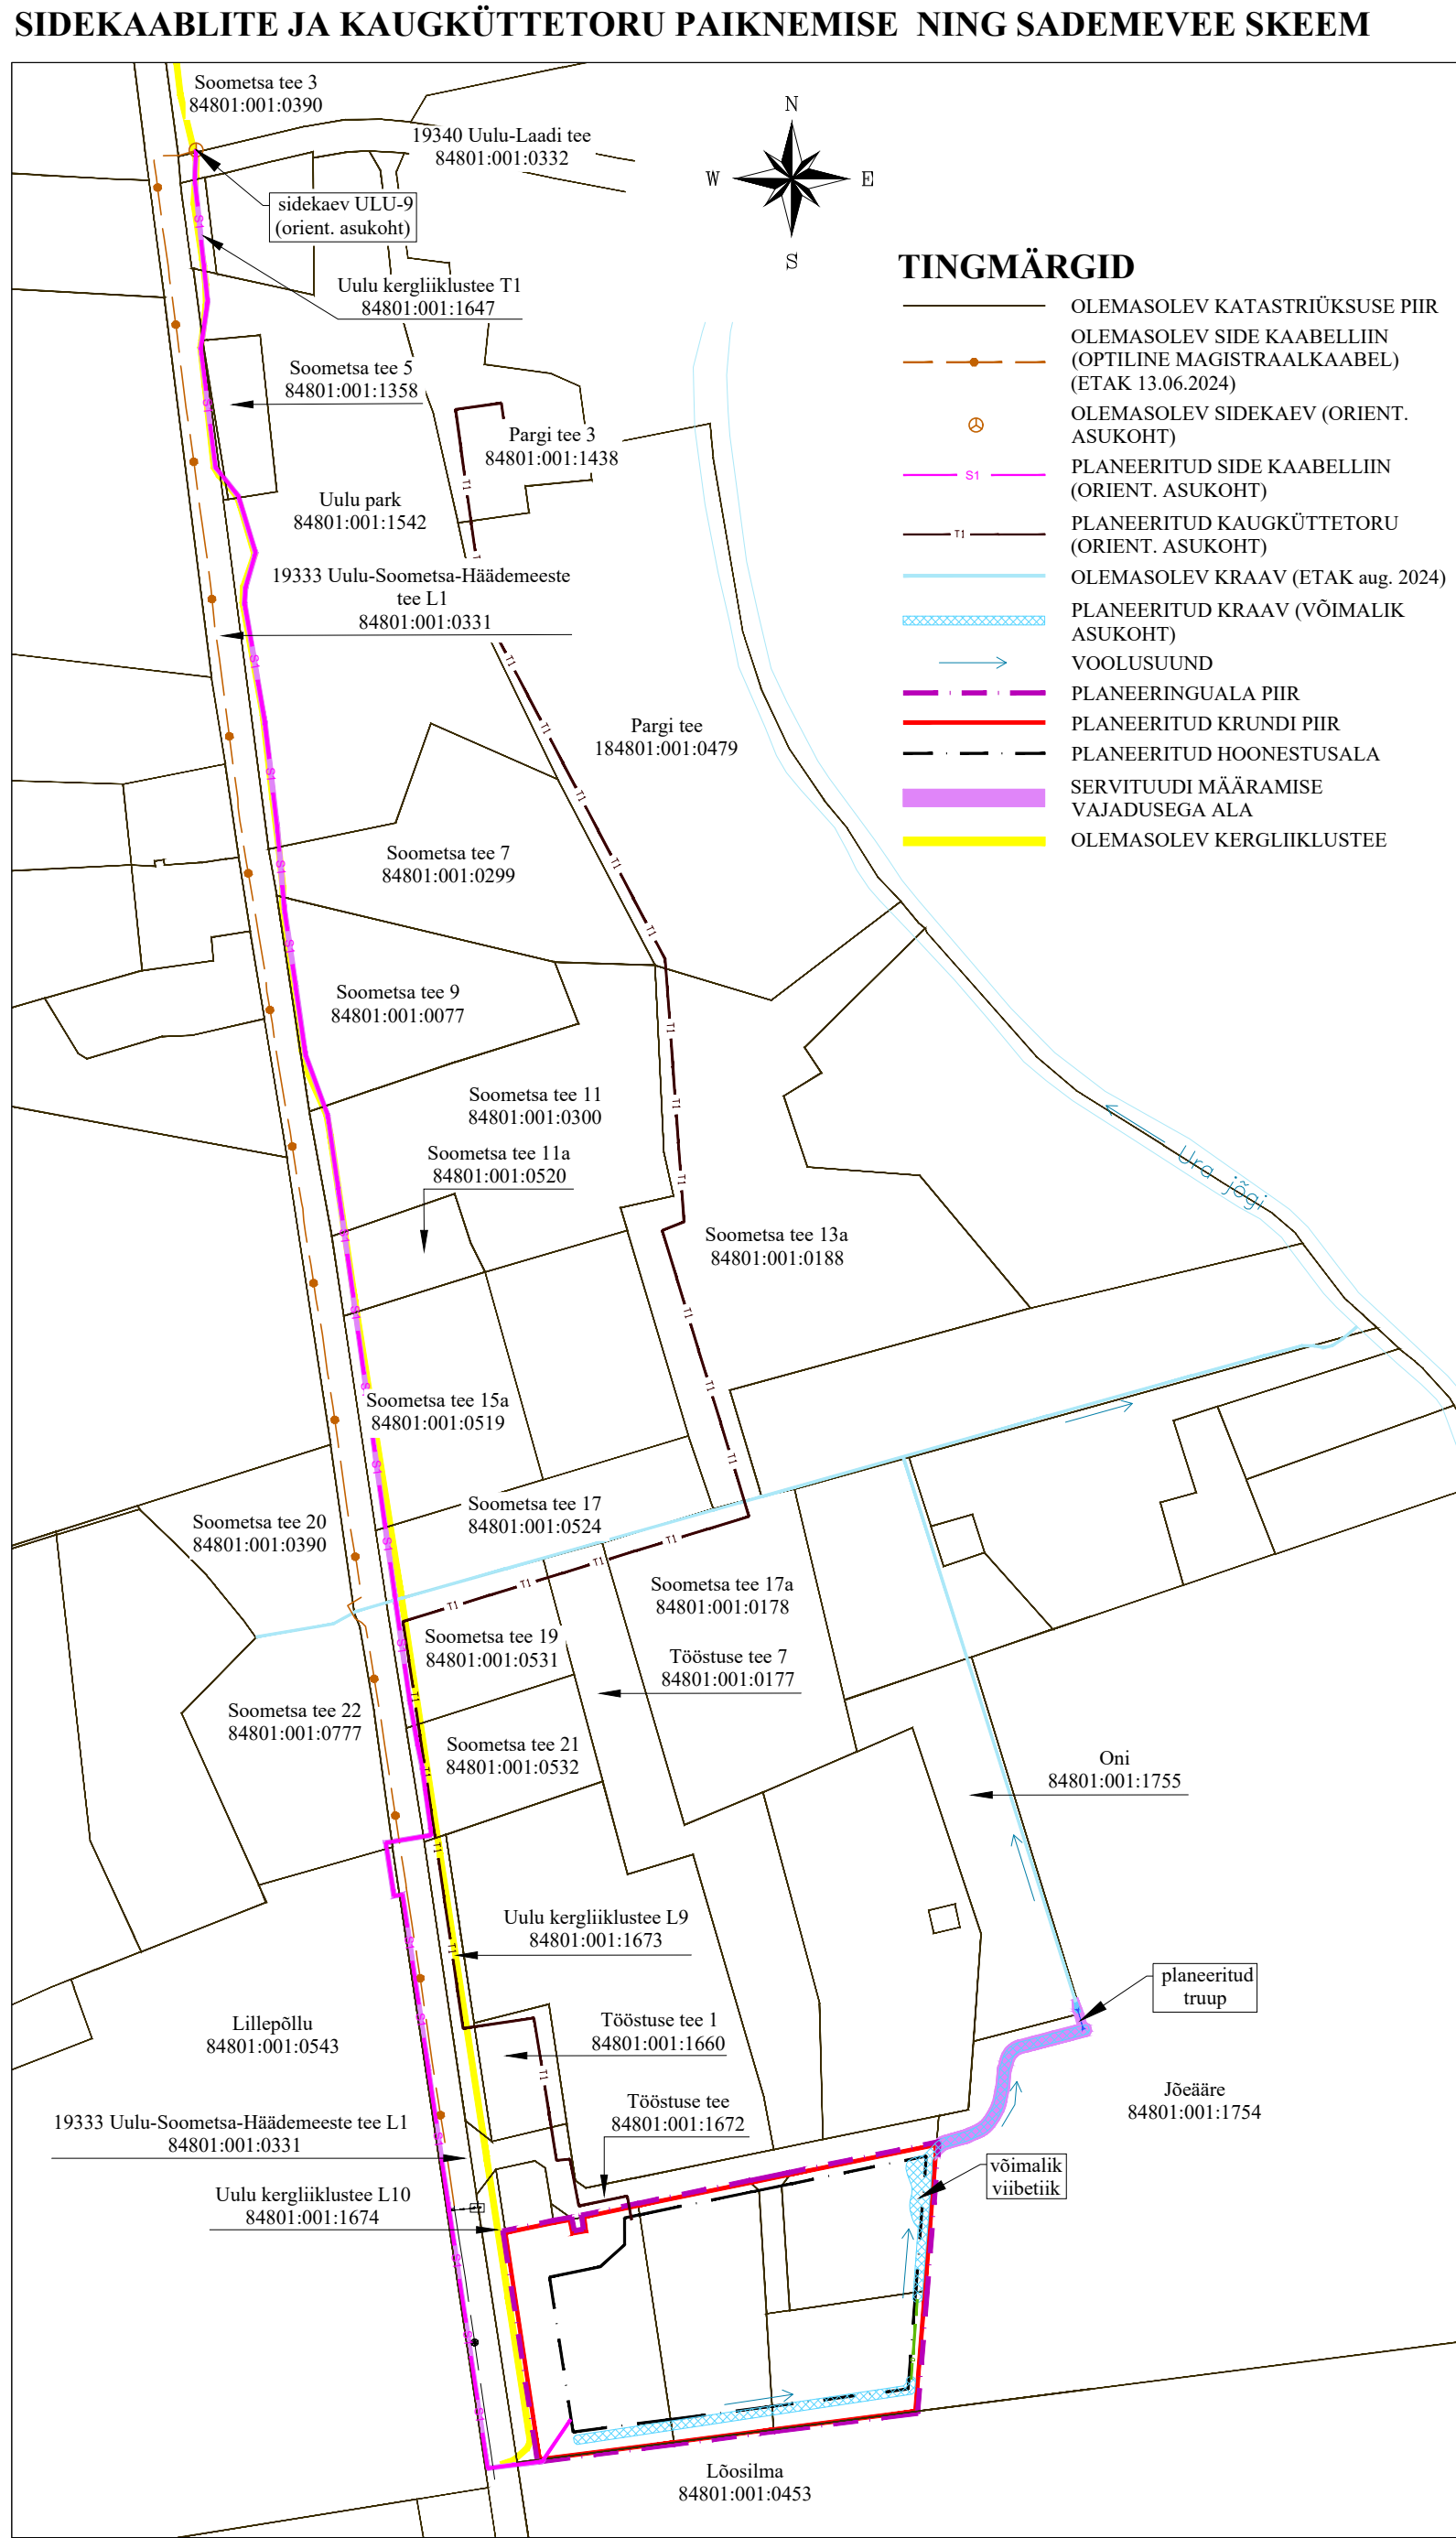 SIDEKAABLITE JA KAUGKÜTTETORU PAIKNEMISE NING SADEMEVEE SKEEM
Soometsa tee 3
84801:001:0390
19340 Uulu-Laadi tee
84801:001:0332
N
W
E
S
sidekaev ULU-9
(orient. asukoht)
Uulu kergliiklustee T1
84801:001:1647
Soometsa tee 5
84801:001:1358
Pargi tee 3
84801:001:1438
Uulu park
84801:001:1542
19333 Uulu-Soometsa-Häädemeeste
tee L1
84801:001:0331
TINGMÄRGID
OLEMASOLEV KATASTRIÜKSUSE PIIR
OLEMASOLEV SIDE KAABELLIIN
(OPTILINE MAGISTRAALKAABEL)
(ETAK 13.06.2024)
OLEMASOLEV SIDEKAEV (ORIENT.
ASUKOHT)
S1
PLANEERITUD SIDE KAABELLIIN
(ORIENT. ASUKOHT)
T1
PLANEERITUD KAUGKÜTTETORU
(ORIENT. ASUKOHT)
OLEMASOLEV KRAAV (ETAK aug. 2024)
PLANEERITUD KRAAV (VÕIMALIK
ASUKOHT)
VOOLUSUUND
PLANEERINGUALA PIIR
PLANEERITUD KRUNDI PIIR
PLANEERITUD HOONESTUSALA
SERVITUUDI MÄÄRAMISE
VAJADUSEGA ALA
OLEMASOLEV KERGLIIKLUSTEE
Pargi tee
184801:001:0479
Soometsa tee 7
84801:001:0299
Soometsa tee 9
84801:001:0077
Soometsa tee 11
84801:001:0300
Soometsa tee 11a
84801:001:0520
Ura jõgi
Soometsa tee 13a
84801:001:0188
Soometsa tee 15a
84801:001:0519
Soometsa tee 17
84801:001:0524
Soometsa tee 20
84801:001:0390
Soometsa tee 17a
84801:001:0178
Soometsa tee 19
84801:001:0531
Tööstuse tee 7
84801:001:0177
Soometsa tee 22
84801:001:0777
Soometsa tee 21
84801:001:0532
Oni
84801:001:1755
Uulu kergliiklustee L9
84801:001:1673
planeeritud
truup
Lillepõllu
84801:001:0543
Tööstuse tee 1
84801:001:1660
Jõeääre
84801:001:1754
Tööstuse tee
84801:001:1672
19333 Uulu-Soometsa-Häädemeeste tee L1
84801:001:0331
võimalik
viibetiik
Uulu kergliiklustee L10
84801:001:1674
Lõosilma
84801:001:0453